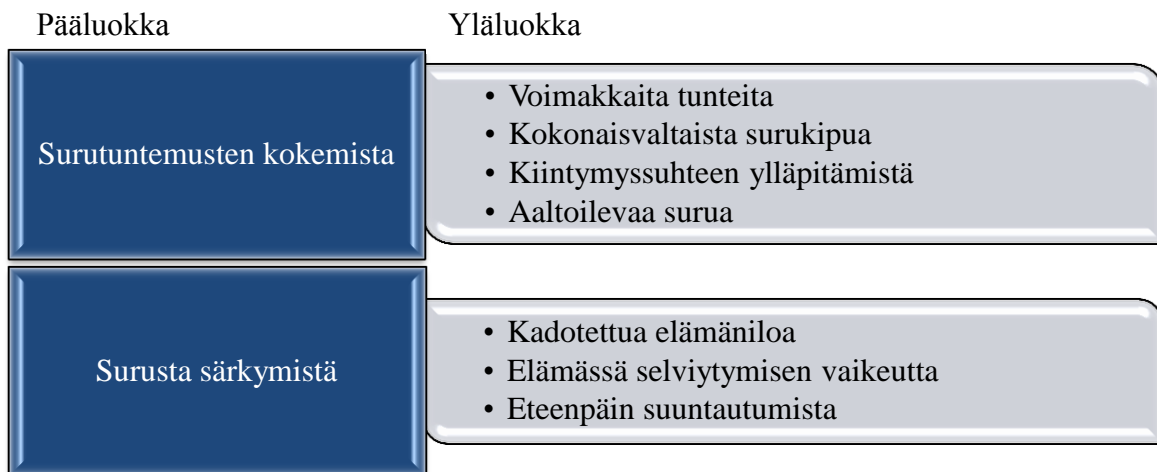 Pääluokka
Yläluokka
Surutuntemusten kokemista
• Voimakkaita tunteita
• Kokonaisvaltaista surukipua
• Kiintymyssuhteen ylläpitämistä
• Aaltoilevaa surua
Surusta särkymistä
• Kadotettua elämäniloa
• Elämässä selviytymisen vaikeutta
• Eteenpäin suuntautumista